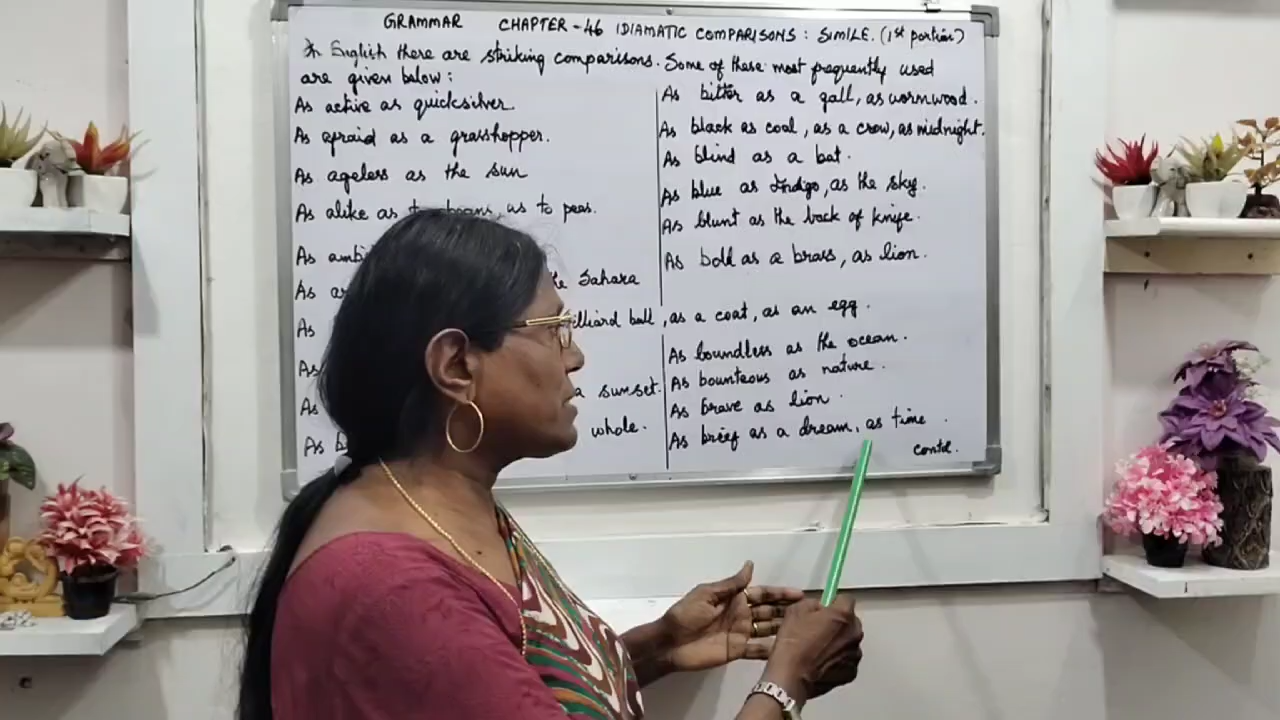 GRAMMAR CHAPTER-46 IDIAMATIC COMPARISONS: SIMILE. (1st portion)
In English there are striking comparisons. Some of these most frequently used
are given below:
As active as quicksilver.
As afraid as a grasshopper.
As ageless as the sun
As alike as to peas.
As
As Sahara
As billiard ball, as a coat, as an egg.
As
As a sunset.
As whole.
As bitter as a gall, as wormwood.
As black as coal, as a crow, as midnight.
As blind as a bat.
As blue as Indigo, as the sky.
As blunt as the back of knife.
As bold as a brass, as lion.
As boundless as the ocean.
As bounteous as nature.
As brave as lion.
As brief as a dream, as time.
contd.